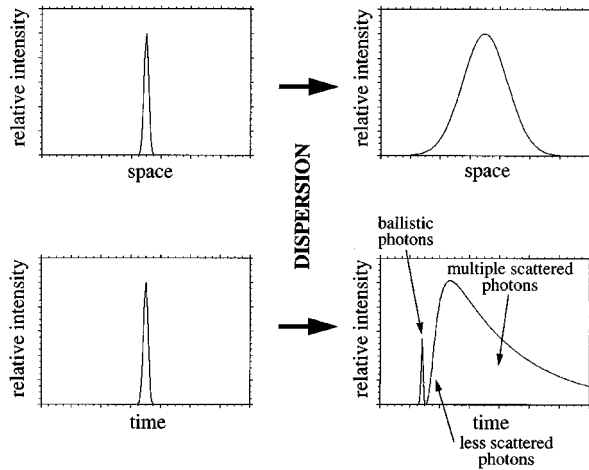 relative intensity
space
relative intensity
space
DISPERSION
relative intensity
time
ballistic
photons
multiple scattered
photons
relative intensity
time
less scattered
photons